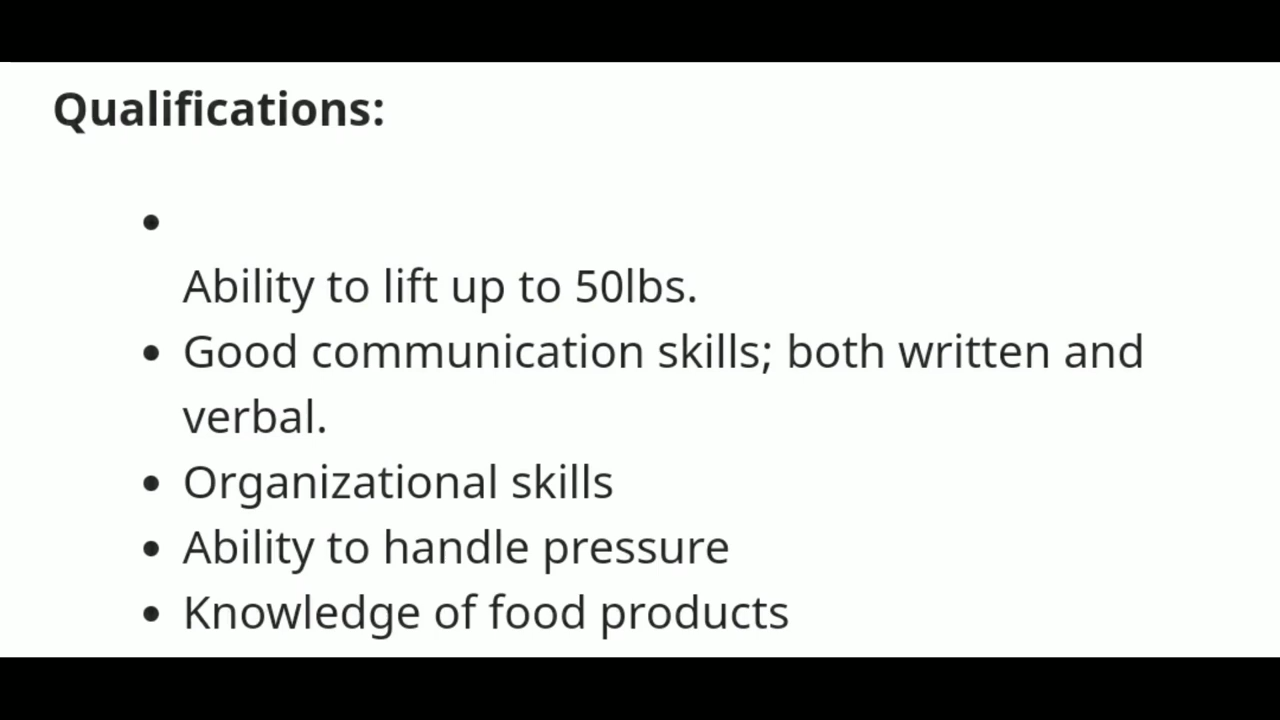 Qualifications:
•
Ability to lift up to 50lbs.
• Good communication skills; both written and
verbal.
• Organizational skills
• Ability to handle pressure
• Knowledge of food products